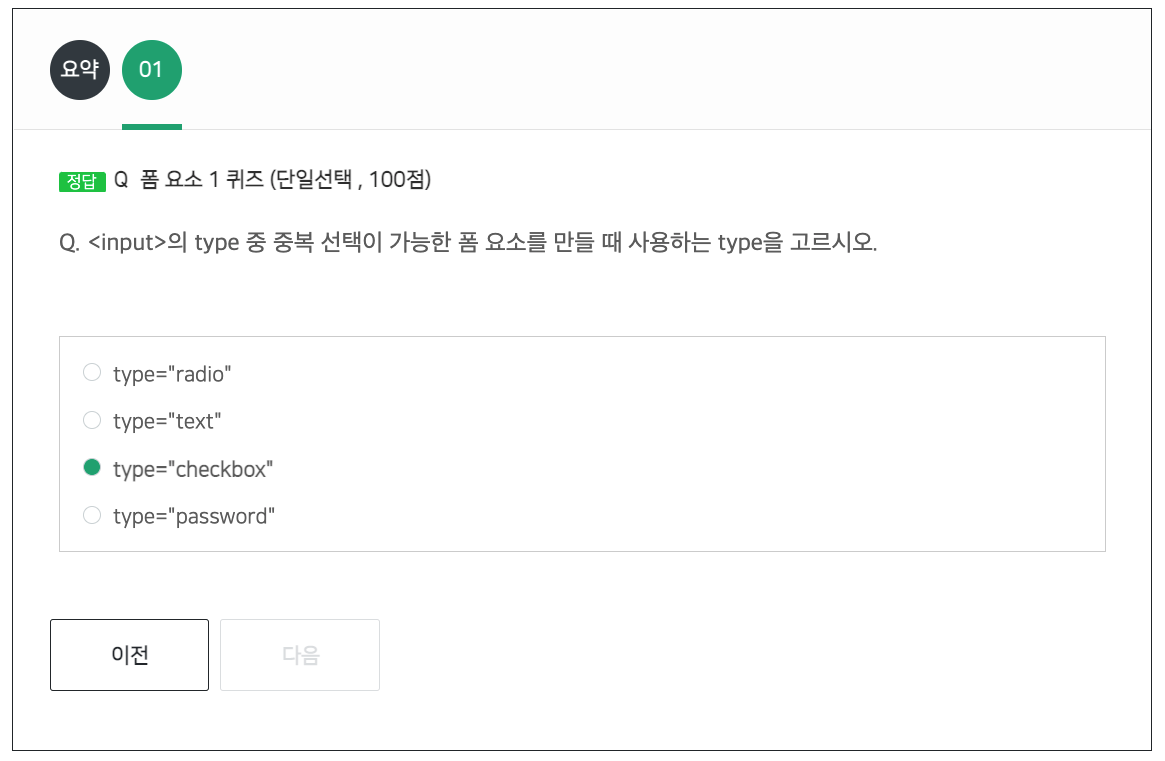 요약 01
정답 Q 폼 요소 1 퀴즈 (단일선택 , 100점)
Q. <input>의 type 중 중복 선택이 가능한 폼 요소를 만들 때 사용하는 type을 고르시오.
type="radio"
type="text"
type="checkbox"
type="password"
이전 다음